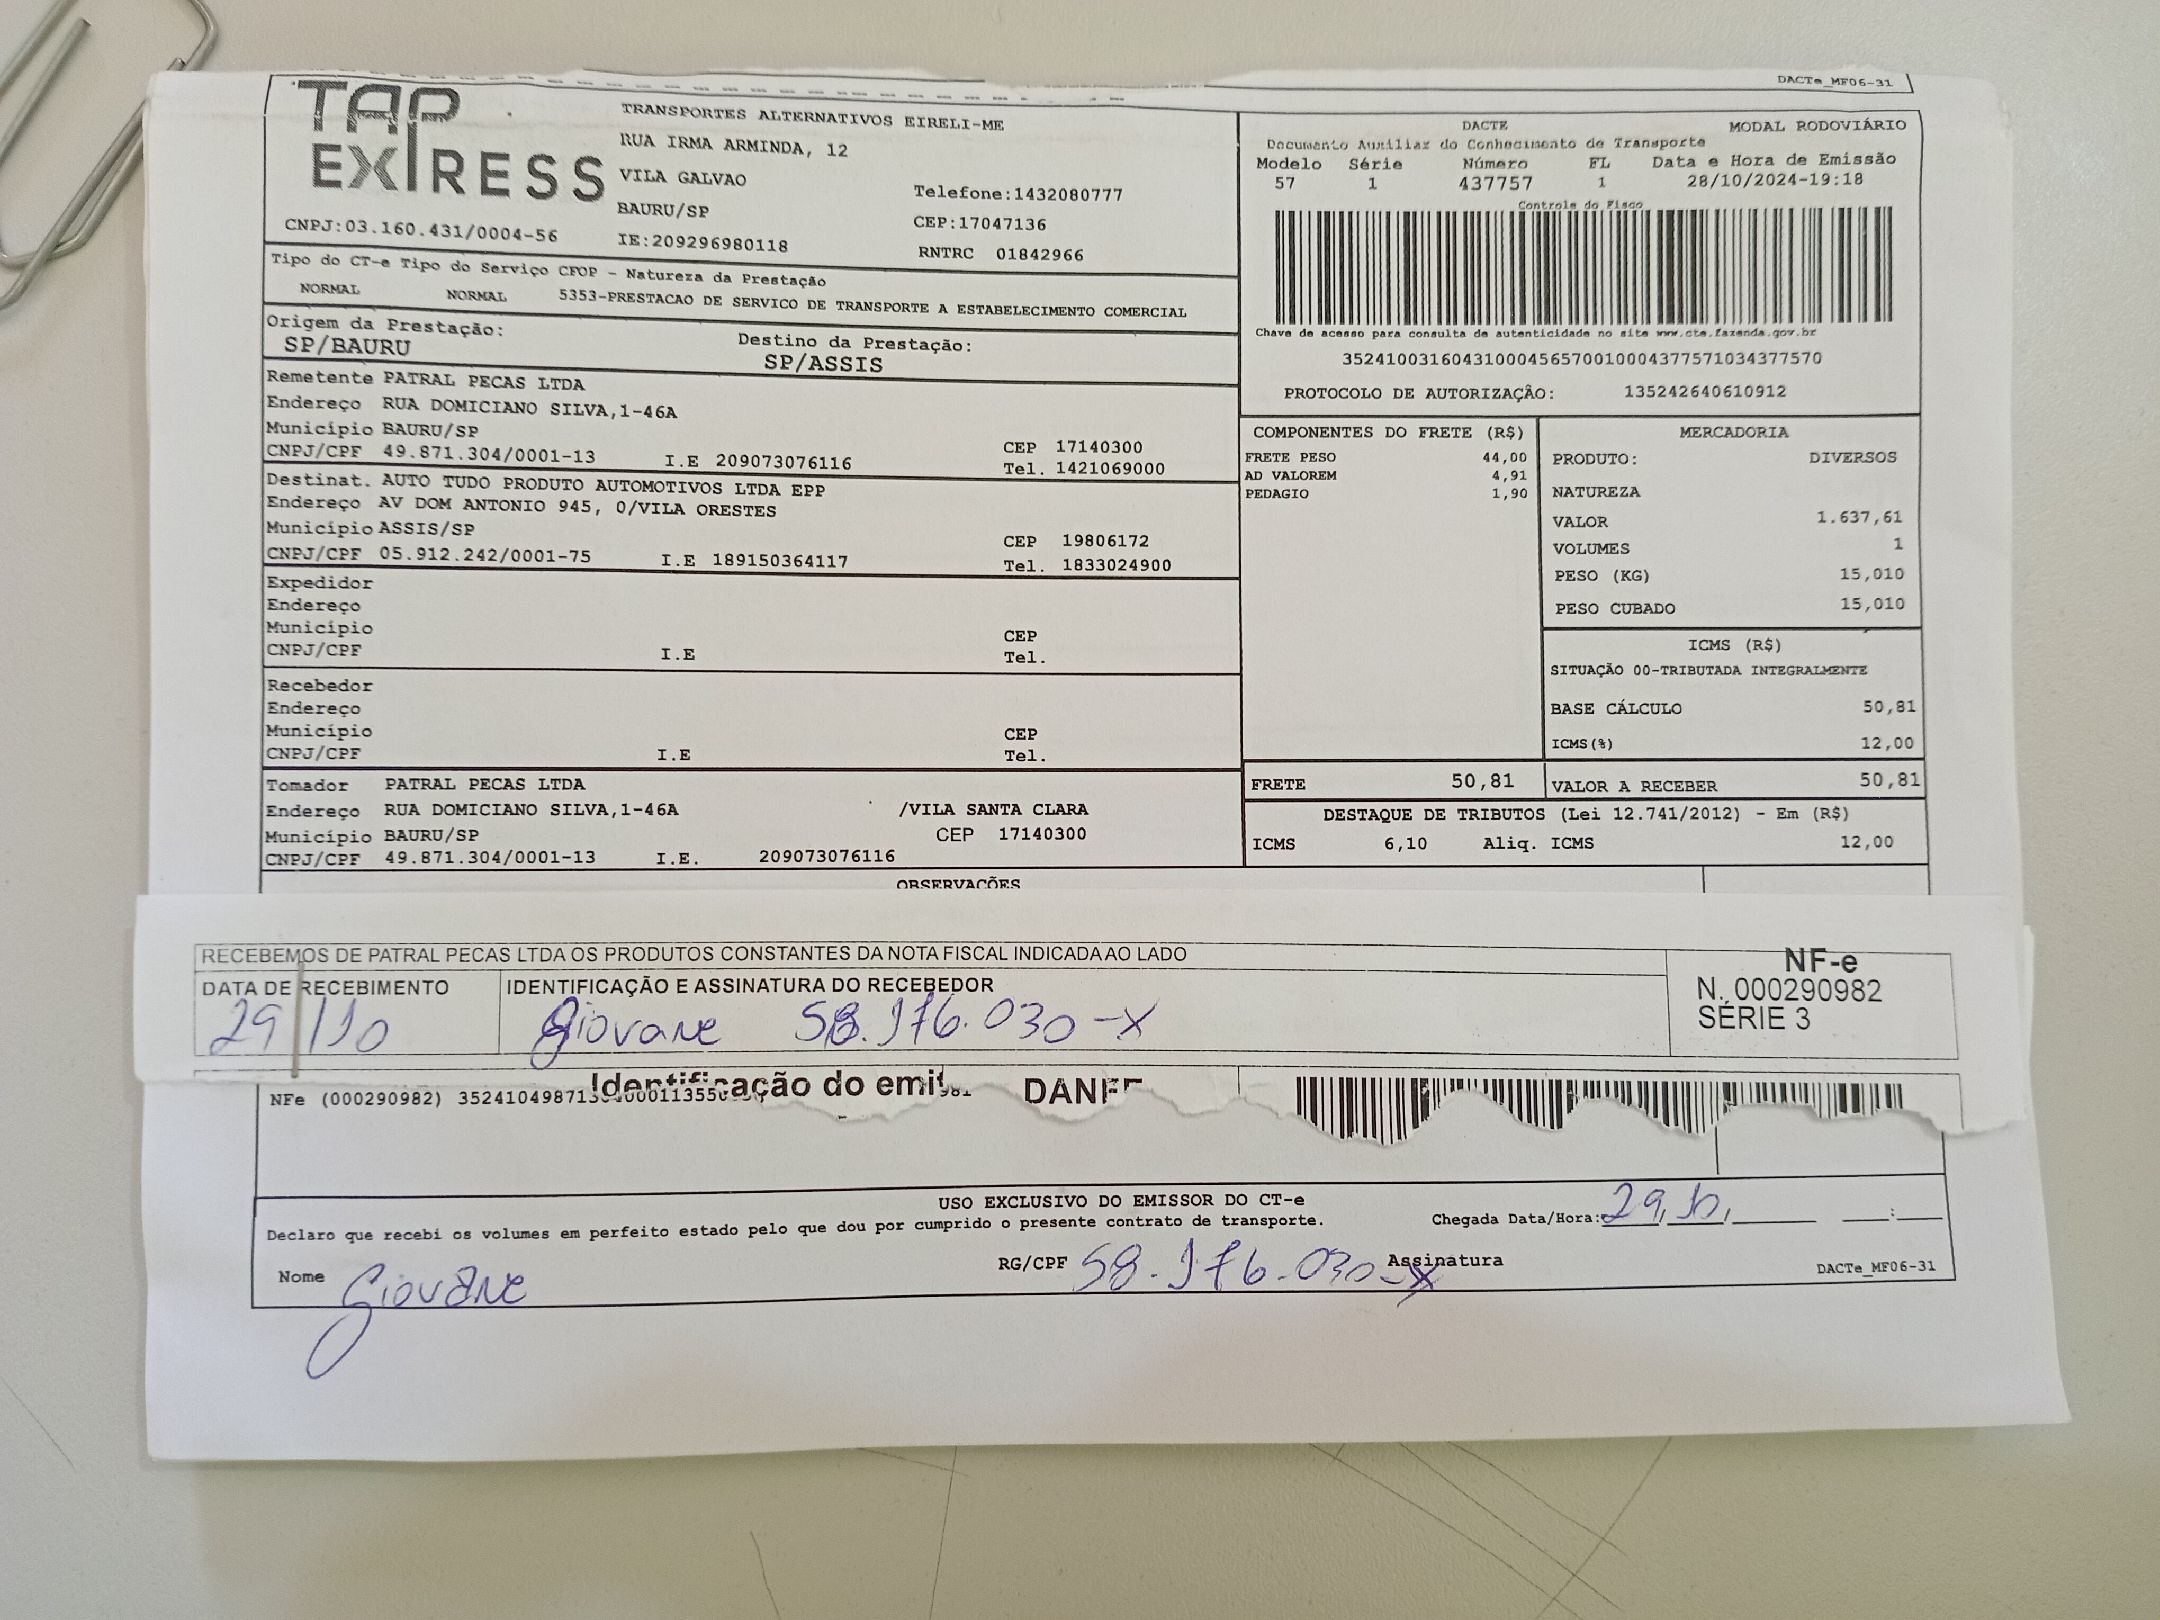 DACTe_MF06-31
TAP EXPRESS
TRANSPORTES ALTERNATIVOS EIRELI-ME
RUA IRMA ARMINDA, 12
VILA GALVAO
Telefone:1432080777
BAURU/SP
CEP:17047136
CNPJ:03.160.431/0004-56
IE:209296980118
RNTRC 01842966
DACTE
MODAL RODOVIÁRIO
Documento Auxiliar do Conhecimento de Transporte
Modelo Série Número FL Data e Hora de Emissão
57 1 437757 1 28/10/2024-19:18
Controle do Fisco
Chave de acesso para consulta de autenticidade no site www.cte.fazenda.gov.br
35241003160431000456570010004377571034377570
PROTOCOLO DE AUTORIZAÇÃO: 135242640610912
Tipo do CT-e Tipo do Serviço CFOP - Natureza da Prestação
NORMAL NORMAL 5353-PRESTACAO DE SERVICO DE TRANSPORTE A ESTABELECIMENTO COMERCIAL
Origem da Prestação: Destino da Prestação:
SP/BAURU SP/ASSIS
Remetente PATRAL PECAS LTDA
Endereço RUA DOMICIANO SILVA,1-46A
Município BAURU/SP CEP 17140300
CNPJ/CPF 49.871.304/0001-13 I.E 209073076116 Tel. 1421069000
Destinat. AUTO TUDO PRODUTO AUTOMOTIVOS LTDA EPP
Endereço AV DOM ANTONIO 945, 0/VILA ORESTES
Município ASSIS/SP CEP 19806172
CNPJ/CPF 05.912.242/0001-75 I.E 189150364117 Tel. 1833024900
Expedidor
Endereço
Município CEP
CNPJ/CPF I.E Tel.
Recebedor
Endereço
Município CEP
CNPJ/CPF I.E Tel.
Tomador PATRAL PECAS LTDA
Endereço RUA DOMICIANO SILVA,1-46A /VILA SANTA CLARA
Município BAURU/SP CEP 17140300
CNPJ/CPF 49.871.304/0001-13 I.E. 209073076116
COMPONENTES DO FRETE (R$)
FRETE PESO 44,00
AD VALOREM 4,91
PEDAGIO 1,90
MERCADORIA
PRODUTO: DIVERSOS
NATUREZA
VALOR 1.637,61
VOLUMES 1
PESO (KG) 15,010
PESO CUBADO 15,010
ICMS (R$)
SITUAÇÃO 00-TRIBUTADA INTEGRALMENTE
BASE CÁLCULO 50,81
ICMS(%) 12,00
FRETE 50,81 VALOR A RECEBER 50,81
DESTAQUE DE TRIBUTOS (Lei 12.741/2012) - Em (R$)
ICMS 6,10 Aliq. ICMS 12,00
OBSERVAÇÕES
RECEBEMOS DE PATRAL PECAS LTDA OS PRODUTOS CONSTANTES DA NOTA FISCAL INDICADA AO LADO
DATA DE RECEBIMENTO IDENTIFICAÇÃO E ASSINATURA DO RECEBEDOR
29/10 Giovane 58.176.030-X
NF-e
N. 000290982
SÉRIE 3
Identificação do DANFE
NFe (000290982)
USO EXCLUSIVO DO EMISSOR DO CT-e
Declaro que recebi os volumes em perfeito estado pelo que dou por cumprido o presente contrato de transporte. Chegada Data/Hora: 29,10,
Nome Giovane RG/CPF 58.176.030-X Assinatura
DACTe_MF06-31